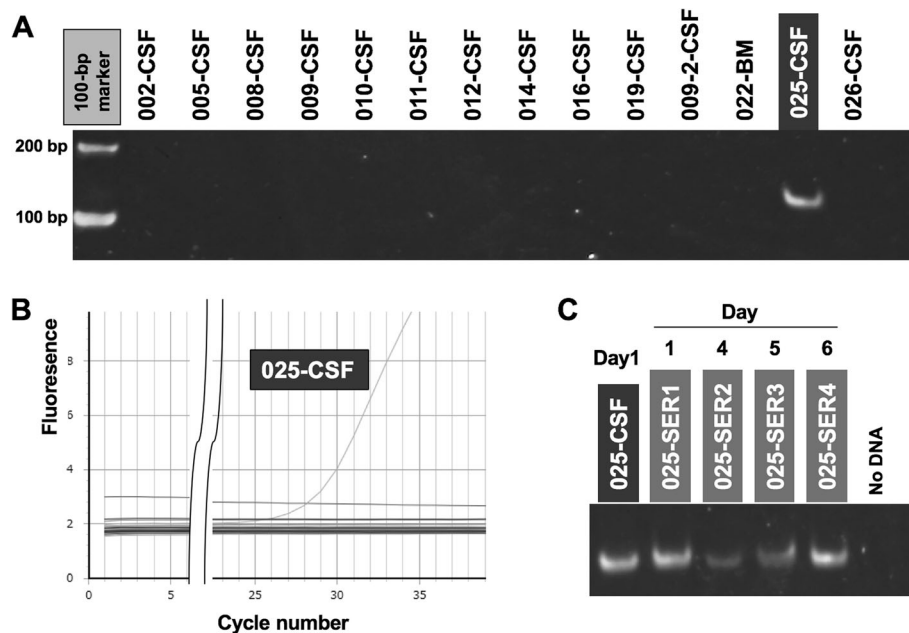 A
100-bp
marker
002-CSF
005-CSF
008-CSF
009-CSF
010-CSF
011-CSF
012-CSF
014-CSF
016-CSF
019-CSF
009-2-CSF
022-BM
025-CSF
026-CSF
200 bp
100 bp
B
Fluoresence
8
6
4
2
0
025-CSF
0
5
25
30
35
Cycle number
C
Day
Day1
1
4
5
6
025-CSF
025-SER1
025-SER2
025-SER3
025-SER4
No DNA